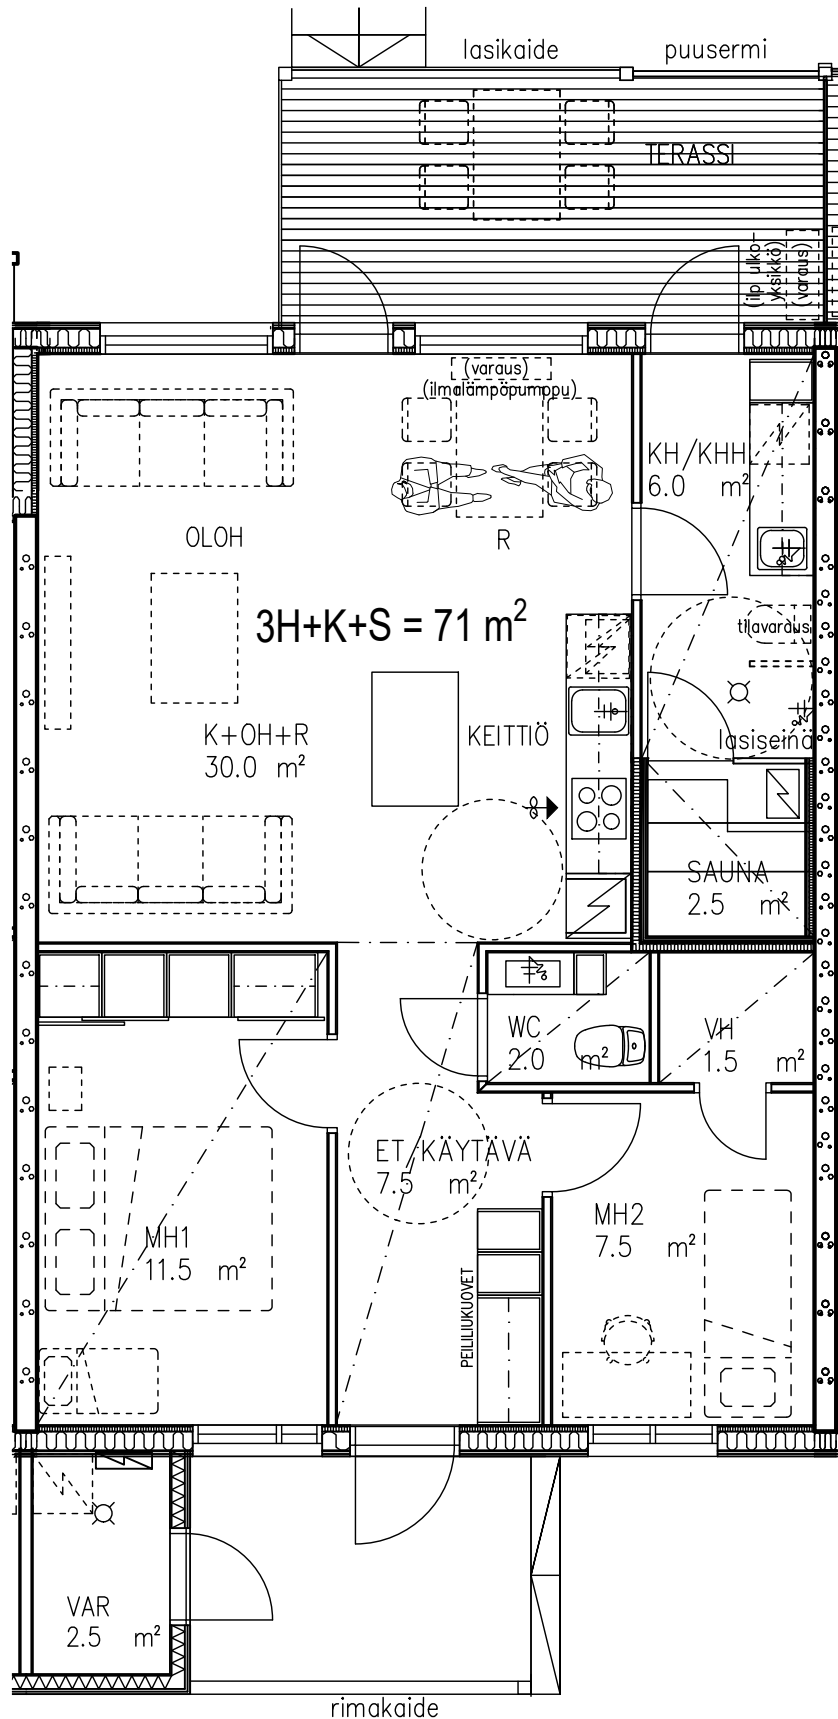 lasikaide
puusermi
TERASSI
(ilp ulko-
yksikkö)
(varaus)
(varaus)
(ilmalämpöpumppu)
KH/KHH
6.0 m²
OLOH
R
3H+K+S = 71 m²
tilavaraus
K+OH+R
30.0 m²
KEITTIÖ
lasiseinä
SAUNA
2.5 m²
WC
2.0 m²
VH
1.5 m²
ET/KÄYTÄVÄ
7.5 m²
MH1
11.5 m²
MH2
7.5 m²
PEILILIUKUOVET
VAR
2.5 m²
rimakaide